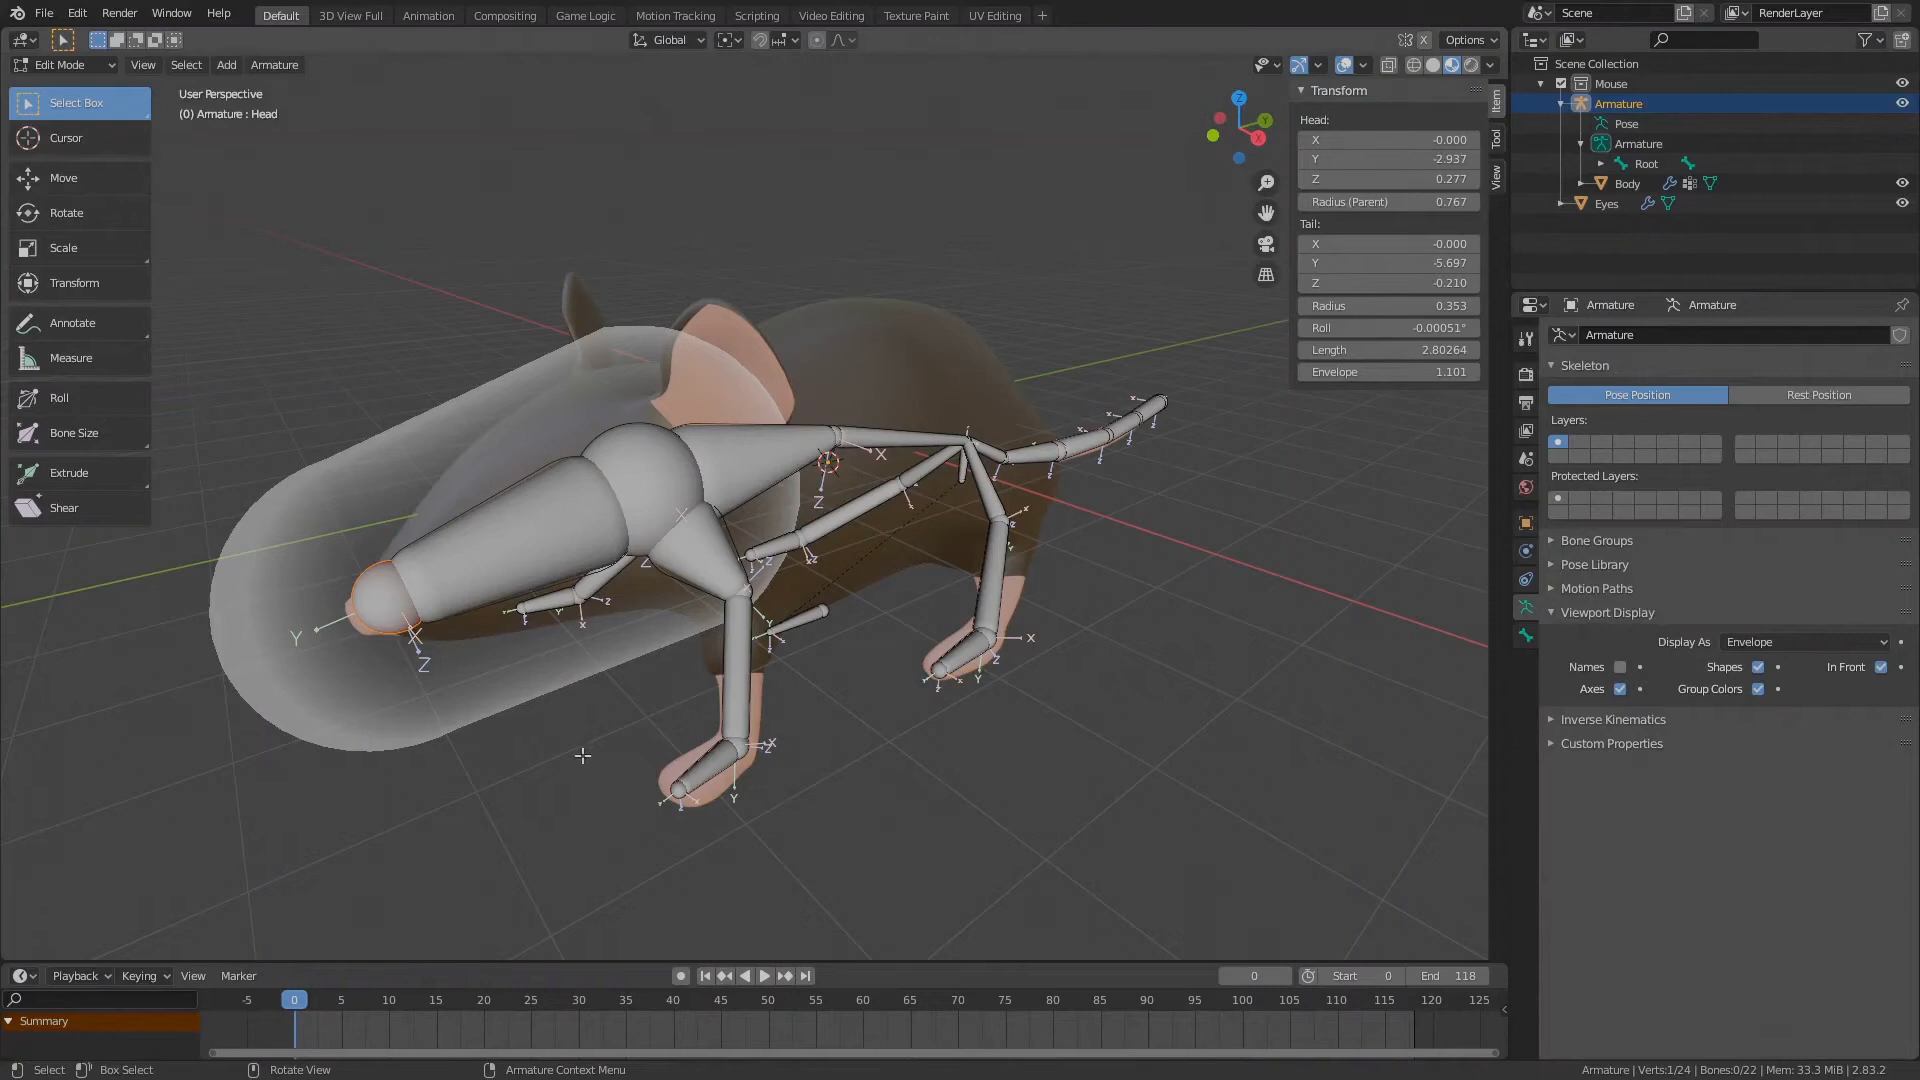 File Edit Render Window Help Default 3D View Full Animation Compositing Game Logic Motion Tracking Scripting Video Editing Texture Paint UV Editing + Scene RenderLayer
Global Options
Edit Mode View Select Add Armature
Select Box
Cursor
Move
Rotate
Scale
Transform
Annotate
Measure
Roll
Bone Size
Extrude
Shear
User Perspective
(0) Armature : Head
Z
Y
X
Transform
Head:
X -0.000
Y -2.937
Z 0.277
Radius (Parent) 0.767
Tail:
X -0.000
Y -5.697
Z -0.210
Radius 0.353
Roll -0.00051°
Length 2.80264
Envelope 1.101
Item
Tool
View
Scene Collection
Mouse
Armature
Pose
Armature
Root
Body
Eyes
Armature Armature
Armature
Skeleton
Pose Position Rest Position
Layers:
Protected Layers:
Bone Groups
Pose Library
Motion Paths
Viewport Display
Display As Envelope
Names Shapes In Front
Axes Group Colors
Inverse Kinematics
Custom Properties
X
Z
X
Z
Y
X
Z
X
Z
X
Z
Y
Playback Keying View Marker 0 Start 0 End 118
-5 0 5 10 15 20 25 30 35 40 45 50 55 60 65 70 75 80 85 90 95 100 105 110 115 120 125
Summary
Select Box Select Rotate View Armature Context Menu Armature | Verts:1/24 | Bones:0/22 | Mem: 33.3 MiB | 2.83.2